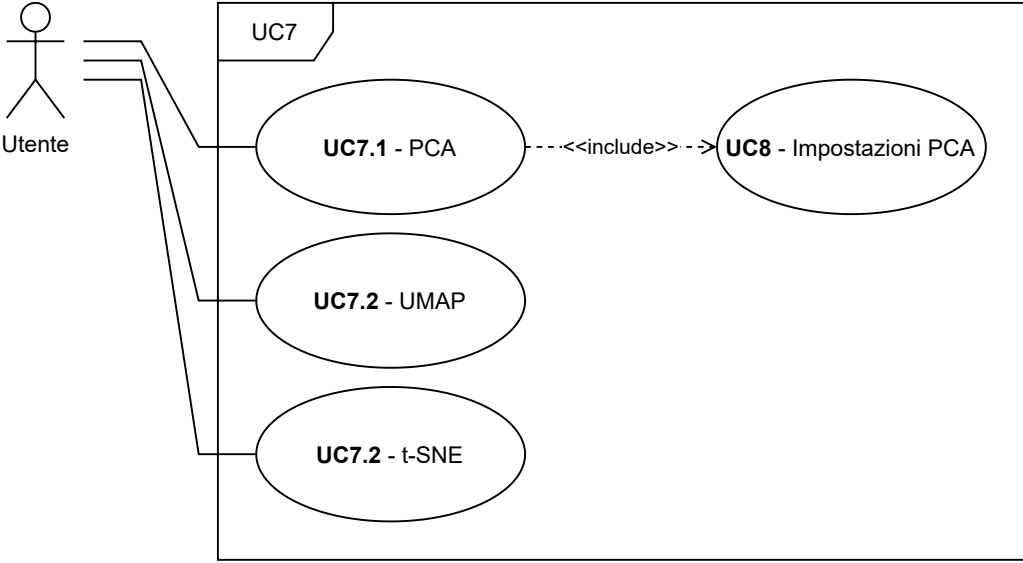 UC7
Utente
UC7.1 - PCA
<<include>>
UC8 - Impostazioni PCA
UC7.2 - UMAP
UC7.2 - t-SNE